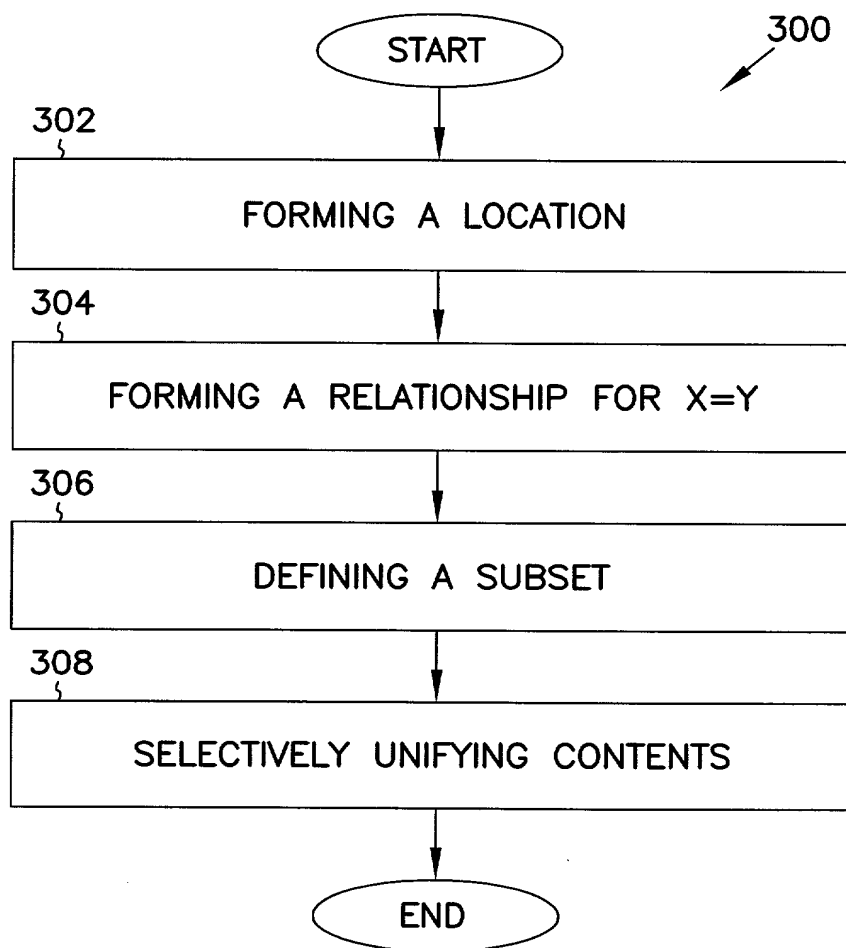 START
300
302
FORMING A LOCATION
304
FORMING A RELATIONSHIP FOR X=Y
306
DEFINING A SUBSET
308
SELECTIVELY UNIFYING CONTENTS
END